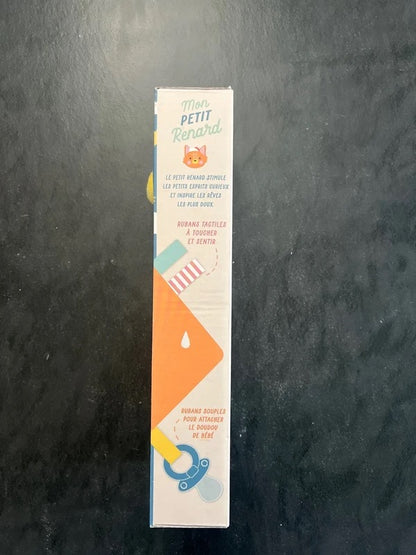 Mon
PETIT
Renard
LE PETIT RENARD STIMULE
LES PETITS ESPRITS CURIEUX
ET INSPIRE LES RÊVES
LES PLUS DOUX.
RUBANS TACTILES
À TOUCHER
ET SENTIR
RUBANS SOUPLES
POUR ATTACHER
LE DOUDOU
DE BÉBÉ